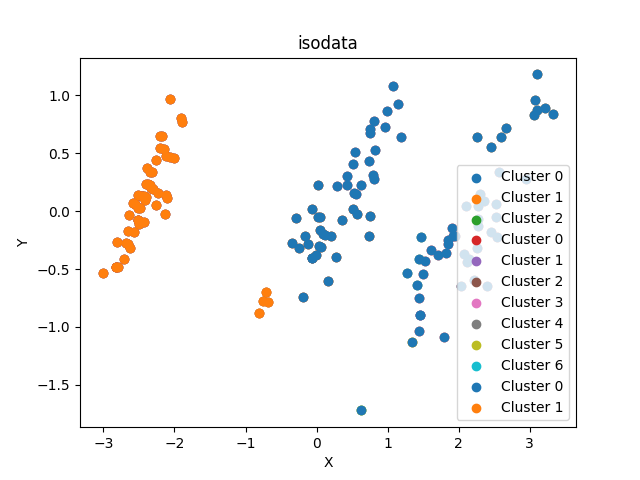 isodata
Y
1.0
0.5
0.0
−0.5
−1.0
−1.5
Cluster 0
Cluster 1
Cluster 2
Cluster 0
Cluster 1
Cluster 2
Cluster 3
Cluster 4
Cluster 5
Cluster 6
Cluster 0
Cluster 1
−3 −2 −1 0 1 2 3
X